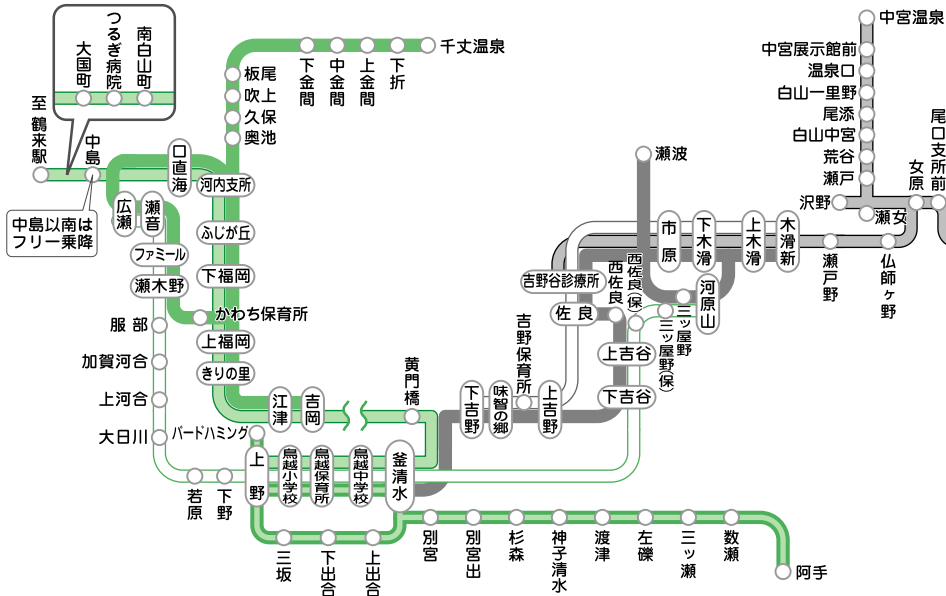 大国町
つるぎ病院
南白山町
至 鶴来駅
中島
中島以南は
フリー乗降
口直海
広瀬
瀬音
ファミール
瀬木野
服部
加賀河合
上河合
大日川
若原
下野
千丈温泉
下折
上金間
中金間
下金間
板尾
吹上
久保
奥池
河内支所
ふじが丘
下福岡
かわち保育所
上福岡
きりの里
江津
吉岡
黄門橋
バードハミング
上野
鳥越小学校
鳥越保育所
鳥越中学校
釜清水
三坂
下出合
上出合
別宮
別宮出
杉森
神子清水
渡津
左礫
三ッ瀬
数瀬
阿手
下吉野
味智の郷
吉野保育所
上吉野
吉野谷診療所
佐良
西佐良
西佐良(保)
上吉谷
下吉谷
三ッ屋野
三ッ屋野(保)
河原山
瀬波
市原
下木滑
上木滑
木滑新
瀬戸野
仏師ヶ野
女原
尾口支所前
沢野
瀬女
瀬戸
荒谷
白山中宮
尾添
白山一里野
温泉口
中宮展示館前
中宮温泉